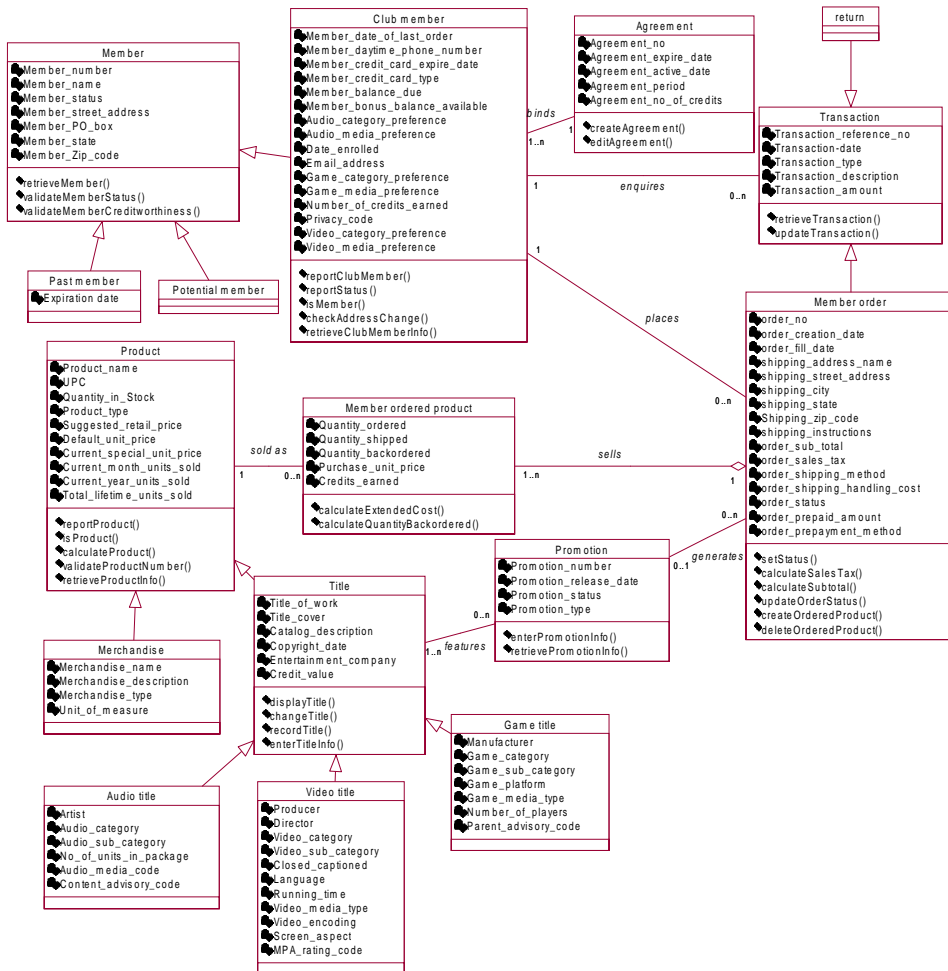 Member
Member_number
Member_name
Member_status
Member_street_address
Member_PO_box
Member_state
Member_Zip_code
retrieveMember()
validateMemberStatus()
validateMemberCreditworthiness()
Past member
Expiration date
Potential member
Club member
Member_date_of_last_order
Member_daytime_phone_number
Member_credit_card_expire_date
Member_credit_card_type
Member_balance_due
Member_bonus_balance_available
Audio_category_preference
Audio_media_preference
Date_enrolled
Email_address
Game_category_preference
Game_media_preference
Number_of_credits_earned
Privacy_code
Video_category_preference
Video_media_preference
reportClubMember()
reportStatus()
isMember()
checkAddressChange()
retrieveClubMemberInfo()
binds
1..n
1
Agreement
Agreement_no
Agreement_expire_date
Agreement_active_date
Agreement_period
Agreement_no_of_credits
createAgreement()
editAgreement()
return
Transaction
Transaction_reference_no
Transaction-date
Transaction_type
Transaction_description
Transaction_amount
retrieveTransaction()
updateTransaction()
1
enquires
0..n
1
places
0..n
Member order
order_no
order_creation_date
order_fill_date
shipping_address_name
shipping_street_address
shipping_city
shipping_state
Shipping_zip_code
shipping_instructions
order_sub_total
order_sales_tax
order_shipping_method
order_shipping_handling_cost
order_status
order_prepaid_amount
order_prepayment_method
setStatus()
calculateSalesTax()
calculateSubtotal()
updateOrderStatus()
createOrderedProduct()
deleteOrderedProduct()
Product
Product_name
UPC
Quantity_in_Stock
Product_type
Suggested_retail_price
Default_unit_price
Current_special_unit_price
Current_month_units_sold
Current_year_units_sold
Total_lifetime_units_sold
reportProduct()
isProduct()
calculateProduct()
validateProductNumber()
retrieveProductInfo()
sold as
1
0..n
Member ordered product
Quantity_ordered
Quantity_shipped
Quantity_backordered
Purchase_unit_price
Credits_earned
calculateExtendedCost()
calculateQuantityBackordered()
sells
1..n
1
Promotion
Promotion_number
Promotion_release_date
Promotion_status
Promotion_type
enterPromotionInfo()
retrievePromotionInfo()
0..n
generates
0..1
Title
Title_of_work
Title_cover
Catalog_description
Copyright_date
Entertainment_company
Credit_value
displayTitle()
changeTitle()
recordTitle()
enterTitleInfo()
0..n
1..n
features
Merchandise
Merchandise_name
Merchandise_description
Merchandise_type
Unit_of_measure
Game title
Manufacturer
Game_category
Game_sub_category
Game_platform
Game_media_type
Number_of_players
Parent_advisory_code
Audio title
Artist
Audio_category
Audio_sub_category
No_of_units_in_package
Audio_media_code
Content_advisory_code
Video title
Producer
Director
Video_category
Video_sub_category
Closed_captioned
Language
Running_time
Video_media_type
Video_encoding
Screen_aspect
MPA_rating_code